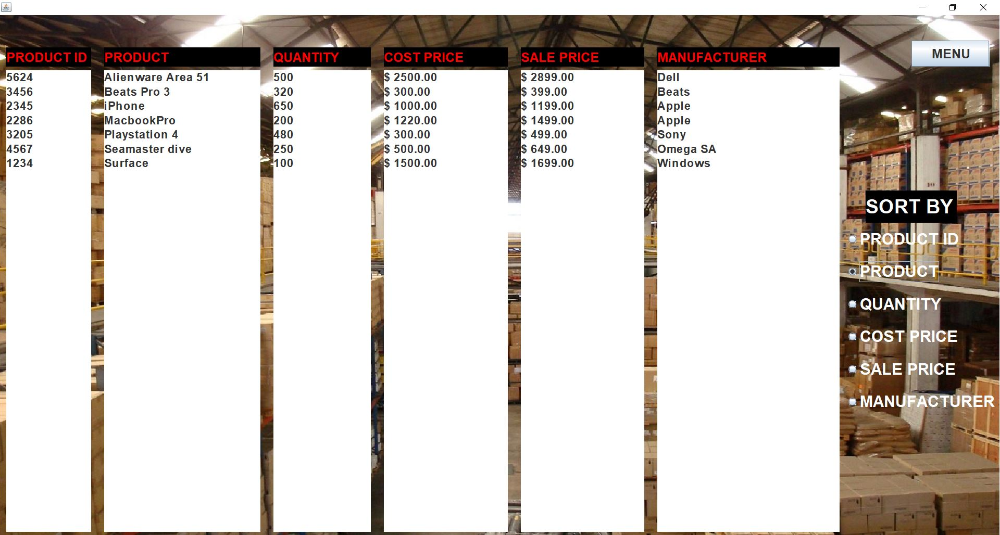 PRODUCT ID PRODUCT QUANTITY COST PRICE SALE PRICE MANUFACTURER MENU
5624 Alienware Area 51 500 $ 2500.00 $ 2899.00 Dell
3456 Beats Pro 3 320 $ 300.00 $ 399.00 Beats
2345 iPhone 650 $ 1000.00 $ 1199.00 Apple
2286 MacbookPro 200 $ 1220.00 $ 1499.00 Apple
3205 Playstation 4 480 $ 300.00 $ 499.00 Sony
4567 Seamaster dive 250 $ 500.00 $ 649.00 Omega SA
1234 Surface 100 $ 1500.00 $ 1699.00 Windows
SORT BY
PRODUCT ID
PRODUCT
QUANTITY
COST PRICE
SALE PRICE
MANUFACTURER